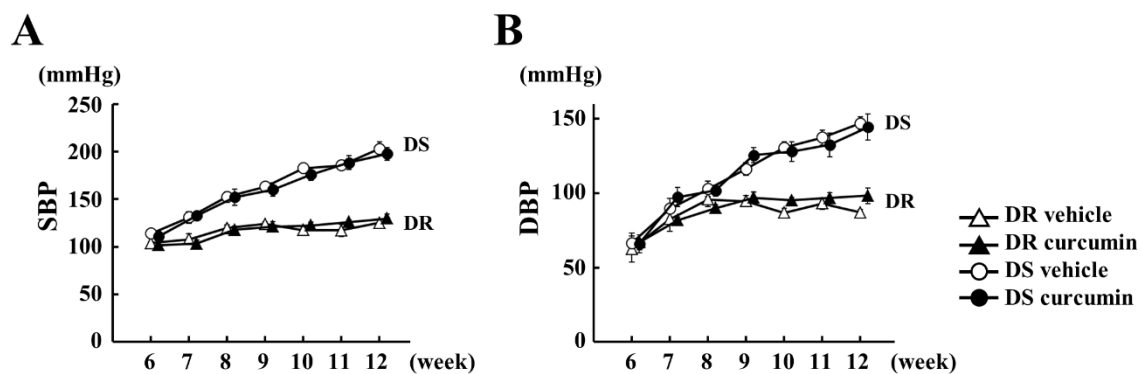 A
(mmHg)
SBP
250
200
150
100
50
0
DS
DR
6 7 8 9 10 11 12 (week)
B
(mmHg)
DBP
150
100
50
0
DS
DR
6 7 8 9 10 11 12 (week)
DR vehicle
DR curcumin
DS vehicle
DS curcumin